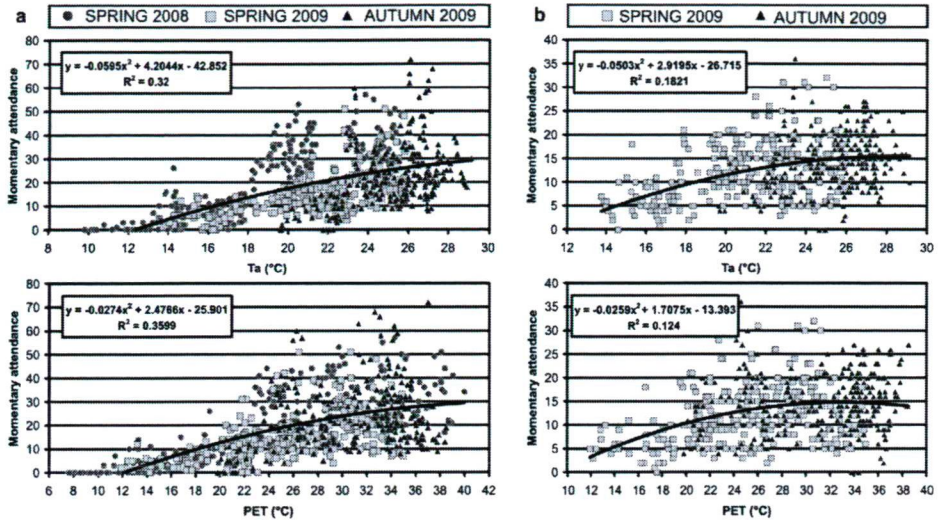 a
SPRING 2008 SPRING 2009 AUTUMN 2009
80
70
60
50
40
30
20
10
0
Momentary attendance
y = -0.0595x² + 4.2044x - 42.852
R² = 0.32
8 10 12 14 16 18 20 22 24 26 28 30
Ta (°C)
b
SPRING 2009 AUTUMN 2009
40
35
30
25
20
15
10
5
0
Momentary attendance
y = -0.0503x² + 2.9195x - 26.715
R² = 0.1821
12 14 16 18 20 22 24 26 28 30
Ta (°C)
80
70
60
50
40
30
20
10
0
Momentary attendance
y = -0.0274x² + 2.4766x - 25.901
R² = 0.3599
6 8 10 12 14 16 18 20 22 24 26 28 30 32 34 36 38 40 42
PET (°C)
40
35
30
25
20
15
10
5
0
Momentary attendance
y = -0.0259x² + 1.7075x - 13.393
R² = 0.124
10 12 14 16 18 20 22 24 26 28 30 32 34 36 38 40
PET (°C)